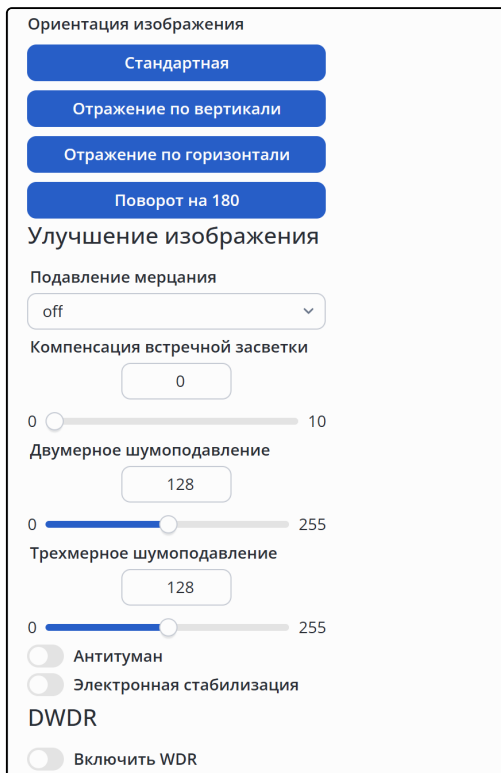 Ориентация изображения
Стандартная
Отражение по вертикали
Отражение по горизонтали
Поворот на 180
Улучшение изображения
Подавление мерцания
off
Компенсация встречной засветки
0
0 10
Двумерное шумоподавление
128
0 255
Трехмерное шумоподавление
128
0 255
Антитуман
Электронная стабилизация
DWDR
Включить WDR